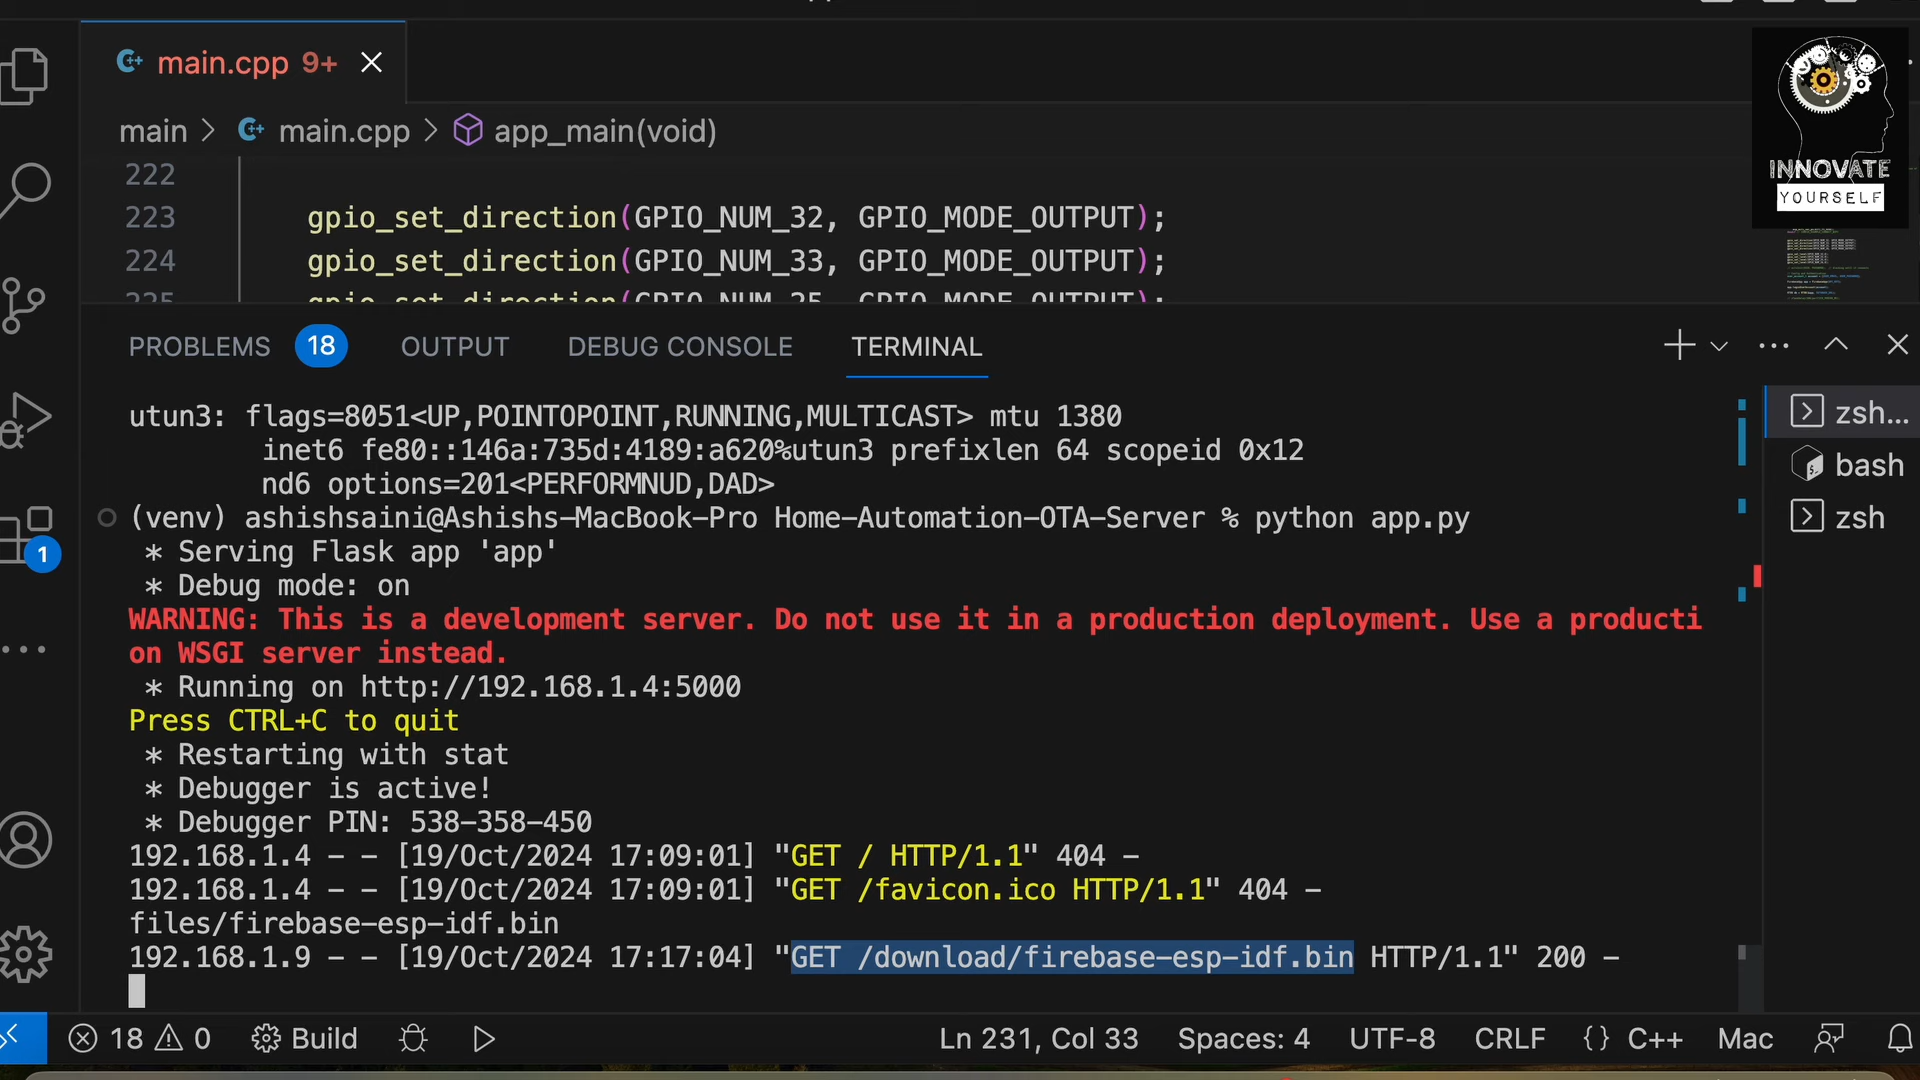 main.cpp 9+
INNOVATE
YOURSELF
main > main.cpp > app_main(void)
222
223 gpio_set_direction(GPIO_NUM_32, GPIO_MODE_OUTPUT);
224 gpio_set_direction(GPIO_NUM_33, GPIO_MODE_OUTPUT);
225 gpio_set_direction(GPIO_NUM_25, GPIO_MODE_OUTPUT);
PROBLEMS 18 OUTPUT DEBUG CONSOLE TERMINAL
zsh...
bash
zsh
utun3: flags=8051<UP,POINTOPOINT,RUNNING,MULTICAST> mtu 1380
inet6 fe80::146a:735d:4189:a620%utun3 prefixlen 64 scopeid 0x12
nd6 options=201<PERFORMNUD,DAD>
(venv) ashishsaini@Ashishs-MacBook-Pro Home-Automation-OTA-Server % python app.py
* Serving Flask app 'app'
* Debug mode: on
WARNING: This is a development server. Do not use it in a production deployment. Use a producti
on WSGI server instead.
* Running on http://192.168.1.4:5000
Press CTRL+C to quit
* Restarting with stat
* Debugger is active!
* Debugger PIN: 538-358-450
192.168.1.4 - - [19/Oct/2024 17:09:01] "GET / HTTP/1.1" 404 -
192.168.1.4 - - [19/Oct/2024 17:09:01] "GET /favicon.ico HTTP/1.1" 404 -
files/firebase-esp-idf.bin
192.168.1.9 - - [19/Oct/2024 17:17:04] "GET /download/firebase-esp-idf.bin HTTP/1.1" 200 -
1
18 0 Build Ln 231, Col 33 Spaces: 4 UTF-8 CRLF {} C++ Mac